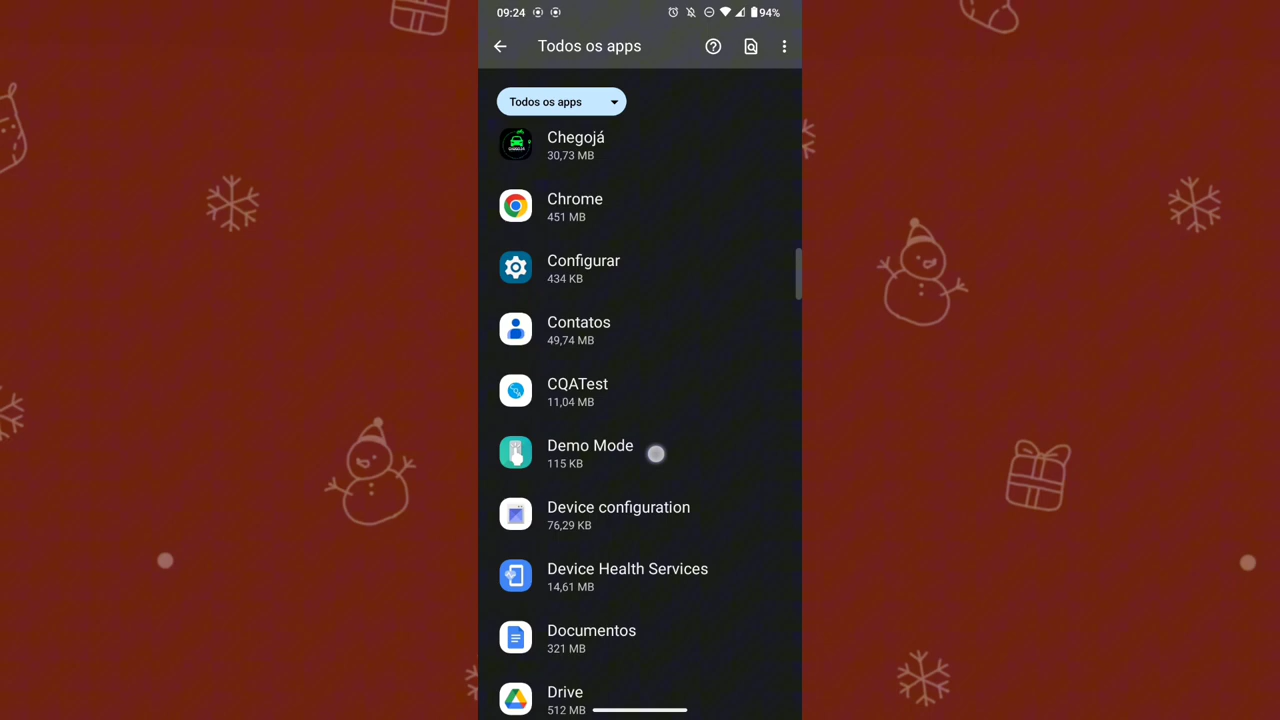 09:24
94%
Todos os apps
Todos os apps
Chegojá
30,73 MB
Chrome
451 MB
Configurar
434 KB
Contatos
49,74 MB
CQATest
11,04 MB
Demo Mode
115 KB
Device configuration
76,29 KB
Device Health Services
14,61 MB
Documentos
321 MB
Drive
512 MB